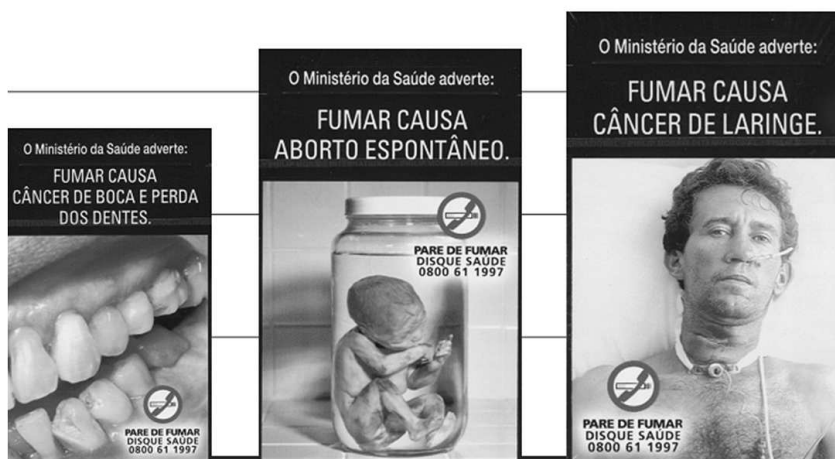 O Ministério da Saúde adverte:
FUMAR CAUSA
CÂNCER DE BOCA E PERDA
DOS DENTES.
PARE DE FUMAR
DISQUE SAÚDE
0800 61 1997
O Ministério da Saúde adverte:
FUMAR CAUSA
ABORTO ESPONTÂNEO.
PARE DE FUMAR
DISQUE SAÚDE
0800 61 1997
O Ministério da Saúde adverte:
FUMAR CAUSA
CÂNCER DE LARINGE.
PARE DE FUMAR
DISQUE SAÚDE
0800 61 1997